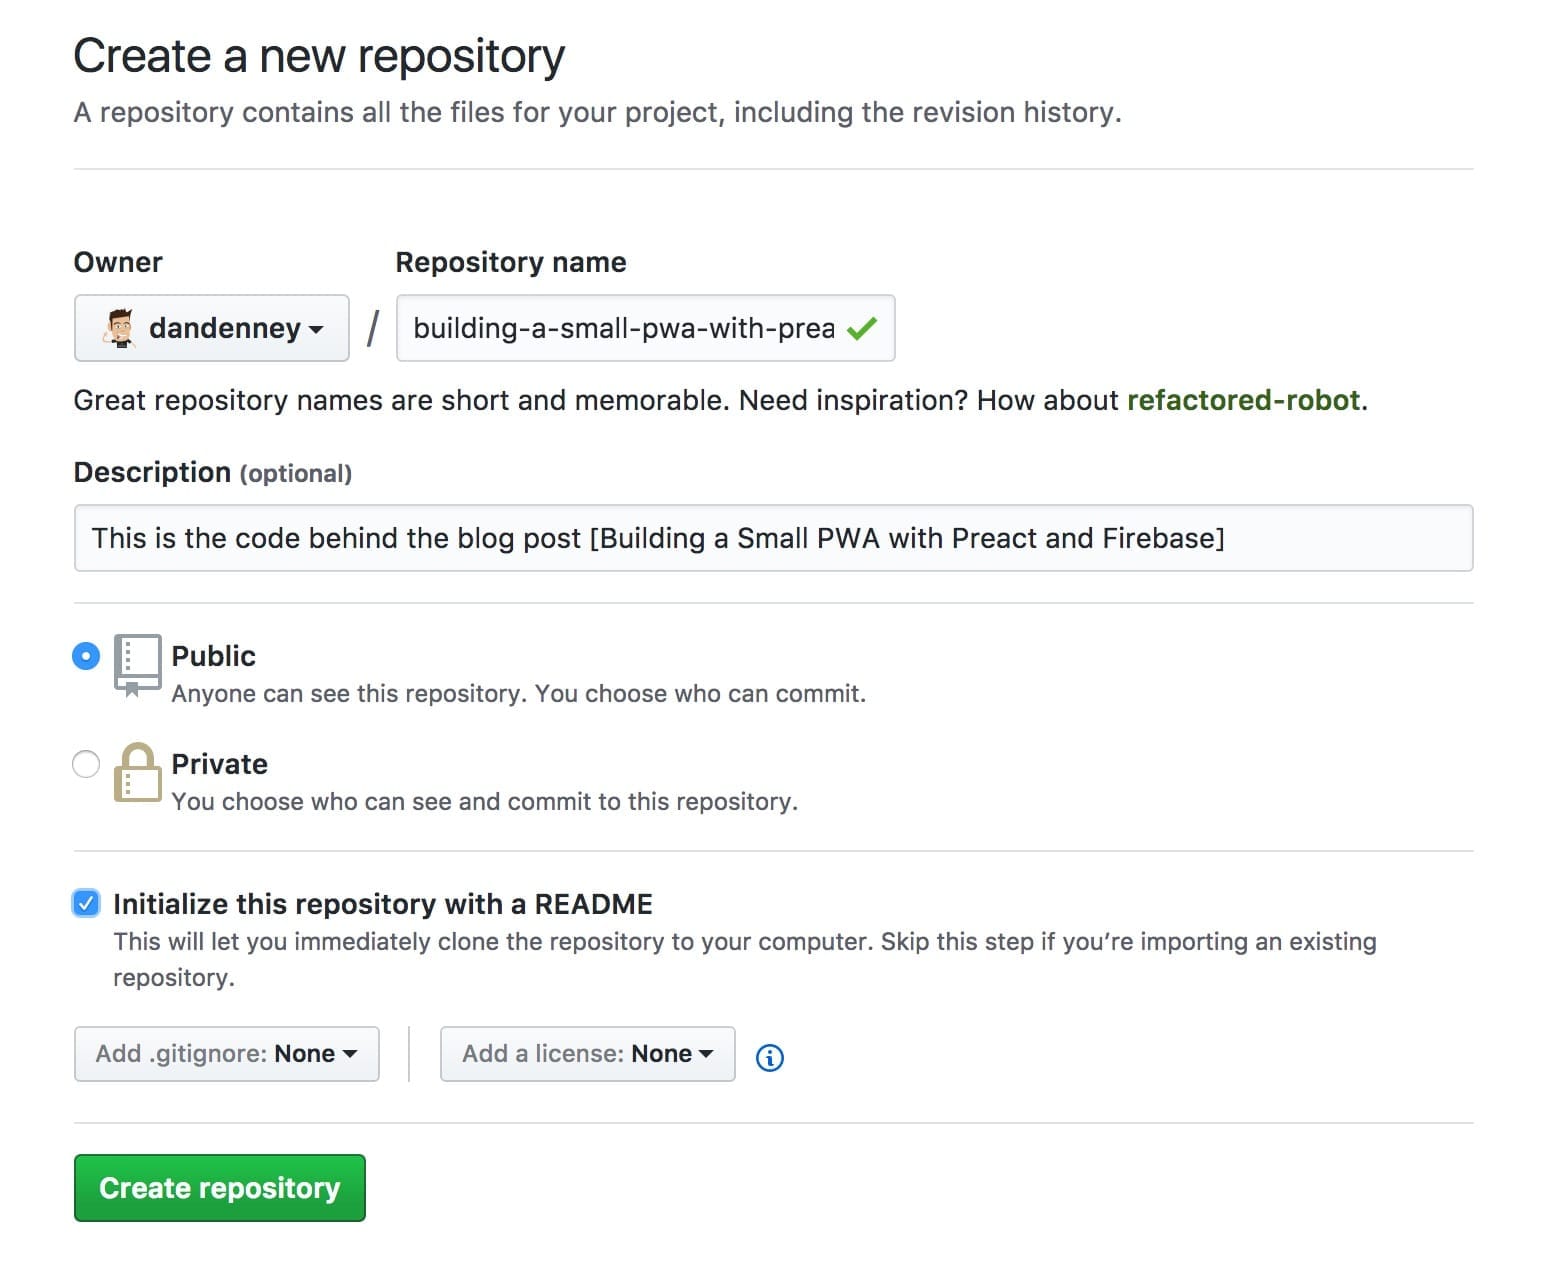 Create a new repository
A repository contains all the files for your project, including the revision history.
Owner
Repository name
dandenney / building-a-small-pwa-with-prea
Great repository names are short and memorable. Need inspiration? How about refactored-robot.
Description (optional)
This is the code behind the blog post [Building a Small PWA with Preact and Firebase]
Public
Anyone can see this repository. You choose who can commit.
Private
You choose who can see and commit to this repository.
Initialize this repository with a README
This will let you immediately clone the repository to your computer. Skip this step if you’re importing an existing
repository.
Add .gitignore: None
Add a license: None
Create repository